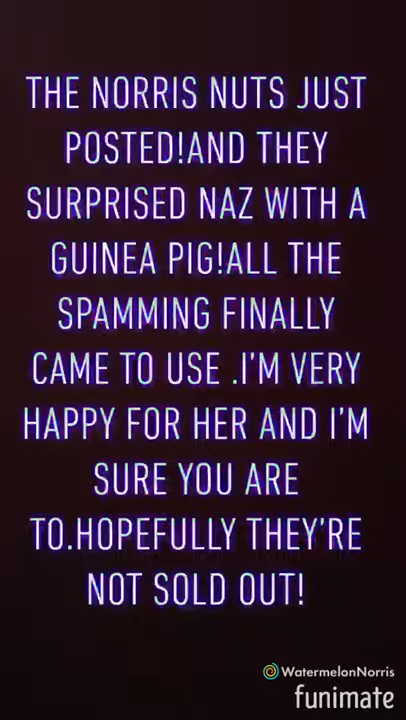 THE NORRIS NUTS JUST
POSTED!AND THEY
SURPRISED NAZ WITH A
GUINEA PIG!ALL THE
SPAMMING FINALLY
CAME TO USE .I'M VERY
HAPPY FOR HER AND I'M
SURE YOU ARE
TO.HOPEFULLY THEY'RE
NOT SOLD OUT!
@WatermelonNorris
funimate